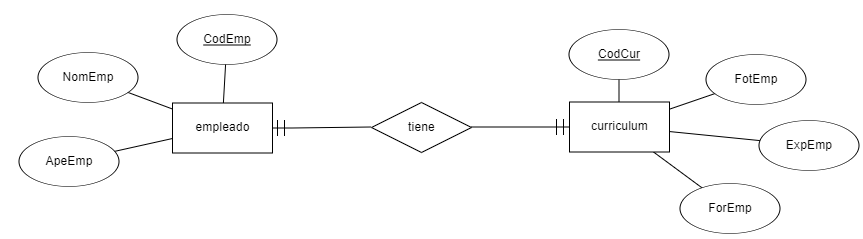 CodEmp
NomEmp
ApeEmp
empleado
tiene
CodCur
FotEmp
curriculum
ExpEmp
ForEmp